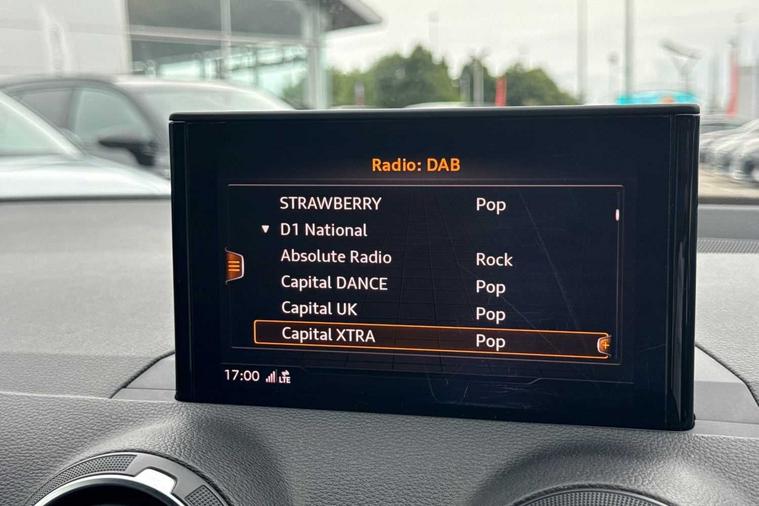 Radio: DAB
STRAWBERRY Pop
▼ D1 National
Absolute Radio Rock
Capital DANCE Pop
Capital UK Pop
Capital XTRA Pop
17:00 LTE